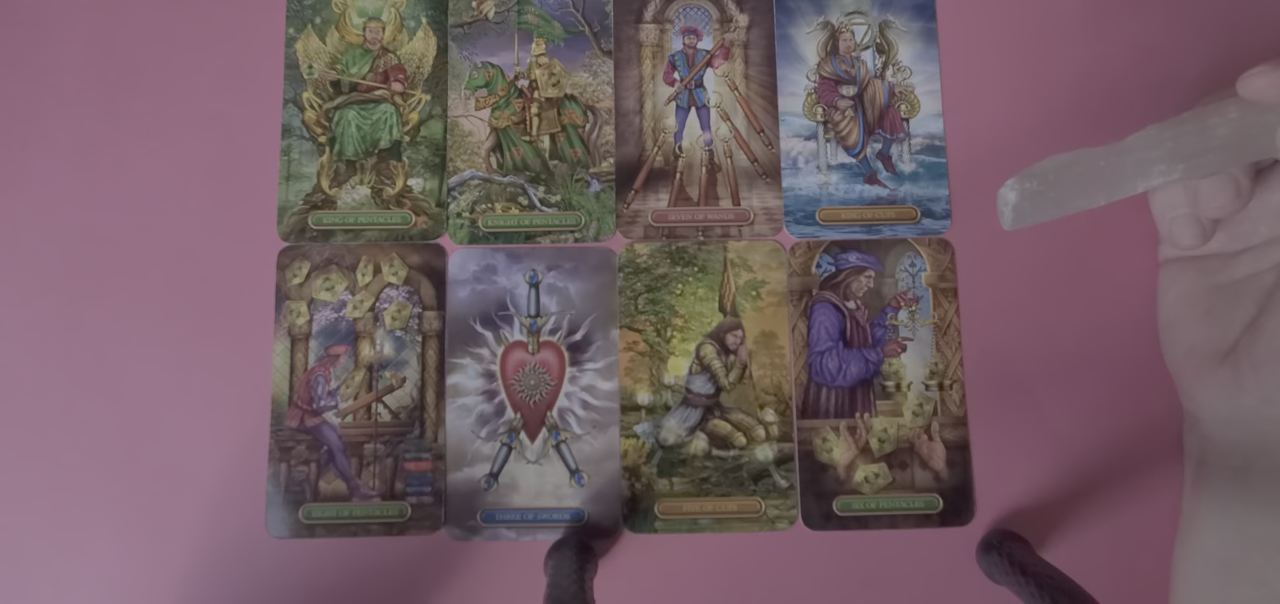 KING OF PENTACLES
KNIGHT OF PENTACLES
SEVEN OF WANDS
KING OF CUPS
EIGHT OF PENTACLES
THREE OF SWORDS
FIVE OF CUPS
SIX OF PENTACLES